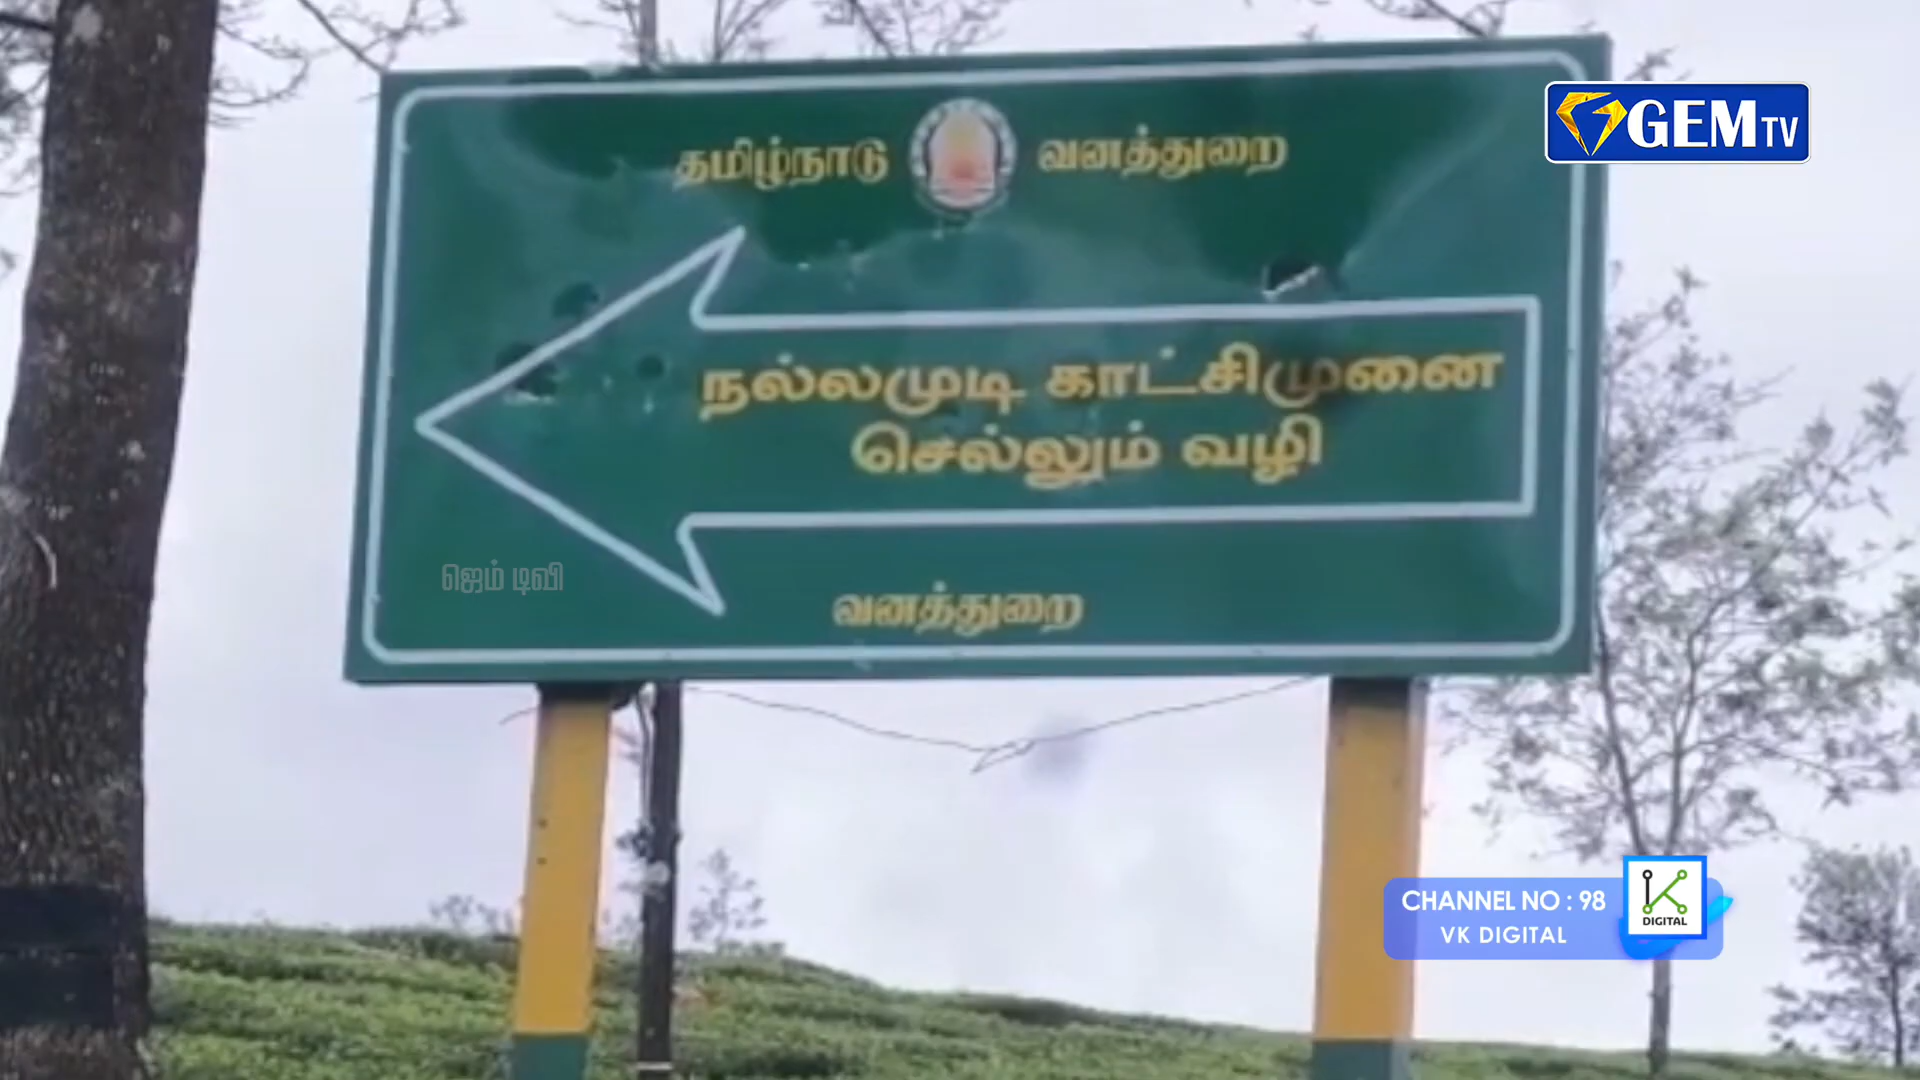 தமிழ்நாடு வனத்துறை
GEM TV
நல்லமுடி காட்சிமுனை
செல்லும் வழி
ஜெம் டிவி
வனத்துறை
CHANNEL NO : 98
VK DIGITAL
K DIGITAL